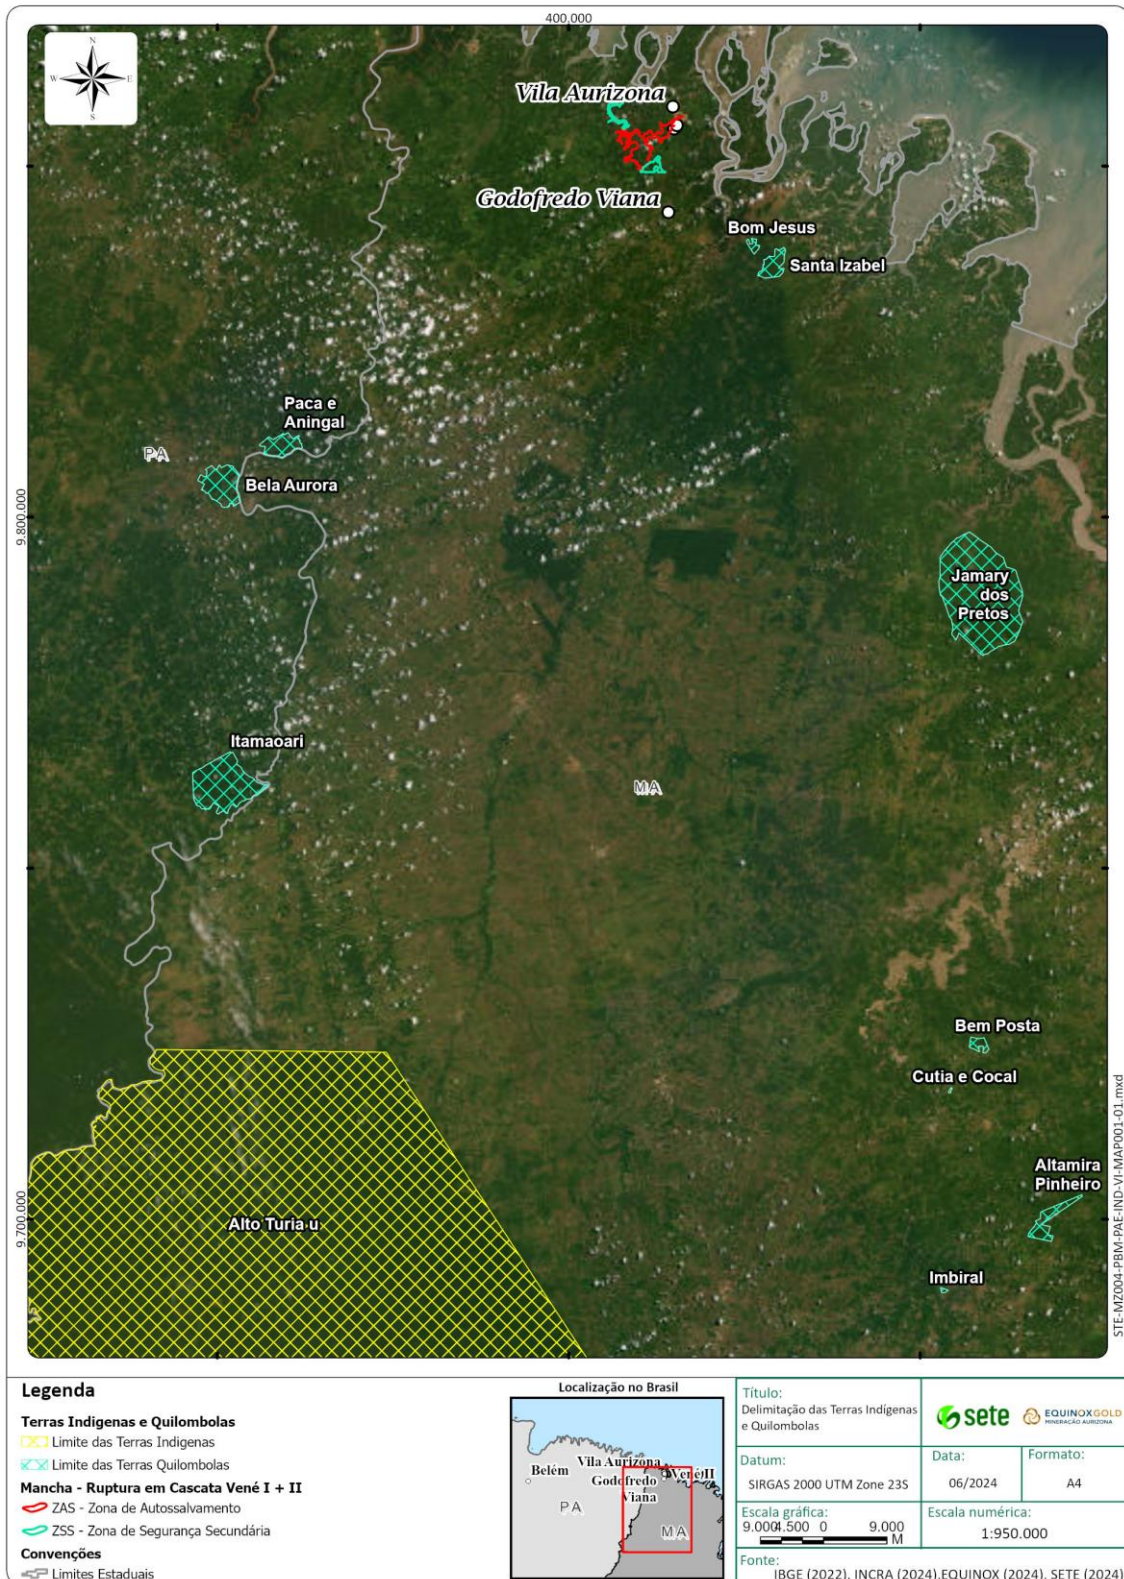 400.000
N
W E
S
Vila Aurizona
Godofredo Viana
Bom Jesus
Santa Izabel
Paca e
Aningal
PA
Bela Aurora
9.800.000
Jamary
dos
Pretos
Itamaoari
MA
Bem Posta
Cutia e Cocal
Altamira
Pinheiro
9.700.000
Alto Turia u
Imbiral
STE-MZ004-PBM-PAE-IND-VI-MAP001-01.mxd
Legenda
Terras Indigenas e Quilombolas
Limite das Terras Indigenas
Limite das Terras Quilombolas
Mancha - Ruptura em Cascata Vené I + II
ZAS - Zona de Autossalvamento
ZSS - Zona de Segurança Secundária
Convenções
Limites Estaduais
Localização no Brasil
Vila Aurizona
Belém
VenéII
Godofredo
Viana
PA
MA
Título:
Delimitação das Terras Indígenas
e Quilombolas
sete
EQUINOXGOLD
MINERAÇÃO AURIZONA
Datum:
SIRGAS 2000 UTM Zone 23S
Data:
06/2024
Formato:
A4
Escala gráfica:
9.000 4.500 0 9.000
M
Escala numérica:
1:950.000
Fonte:
IBGE (2022), INCRA (2024),EQUINOX (2024), SETE (2024)